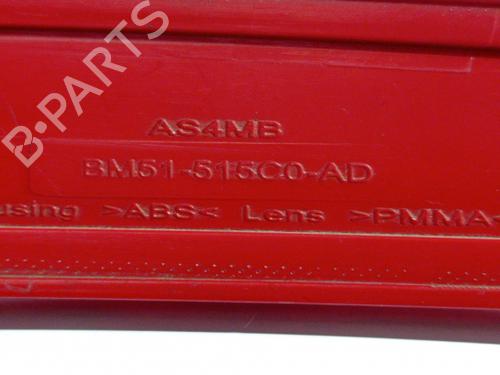 B-PARTS
AS4MB
BM51-515C0-AD
using >ABS< Lens >PMMA<